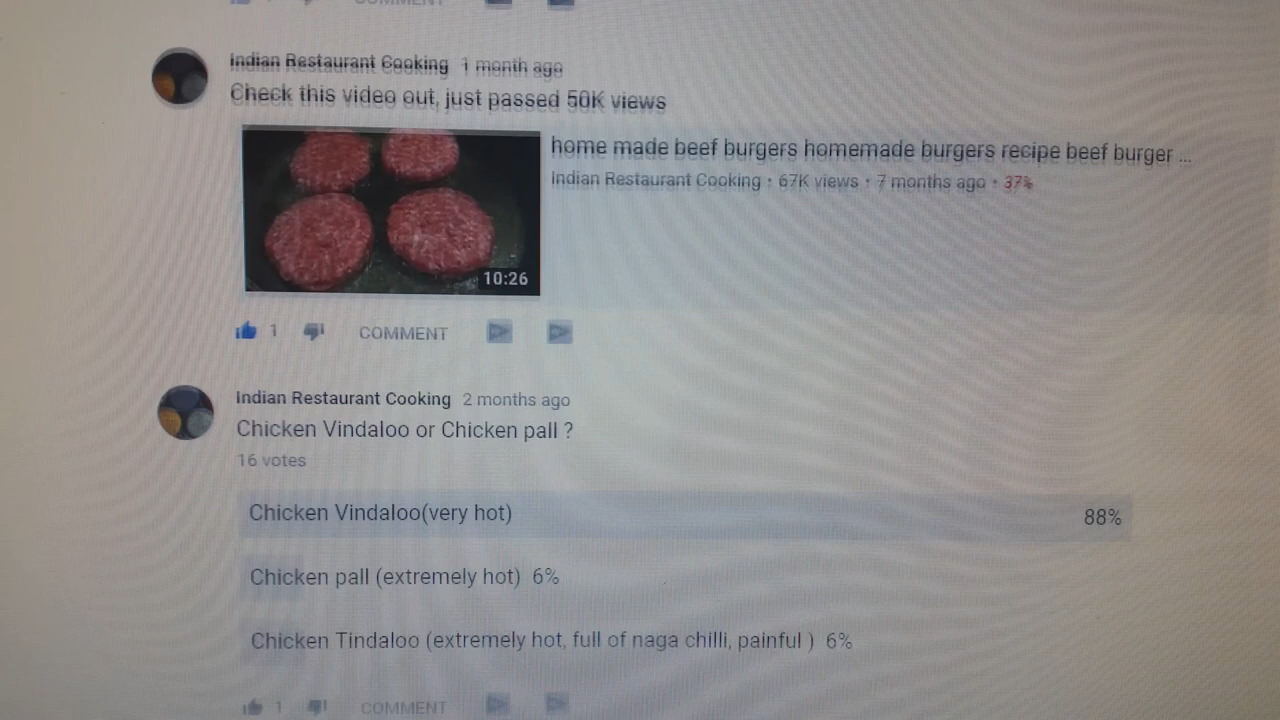 COMMENT
Indian Restaurant Cooking 1 month ago
Check this video out, just passed 50K views
home made beef burgers homemade burgers recipe beef burger ...
Indian Restaurant Cooking • 67K views • 7 months ago • 37%
10:26
1 COMMENT
Indian Restaurant Cooking 2 months ago
Chicken Vindaloo or Chicken pall ?
16 votes
Chicken Vindaloo(very hot) 88%
Chicken pall (extremely hot) 6%
Chicken Tindaloo (extremely hot, full of naga chilli, painful ) 6%
1 COMMENT